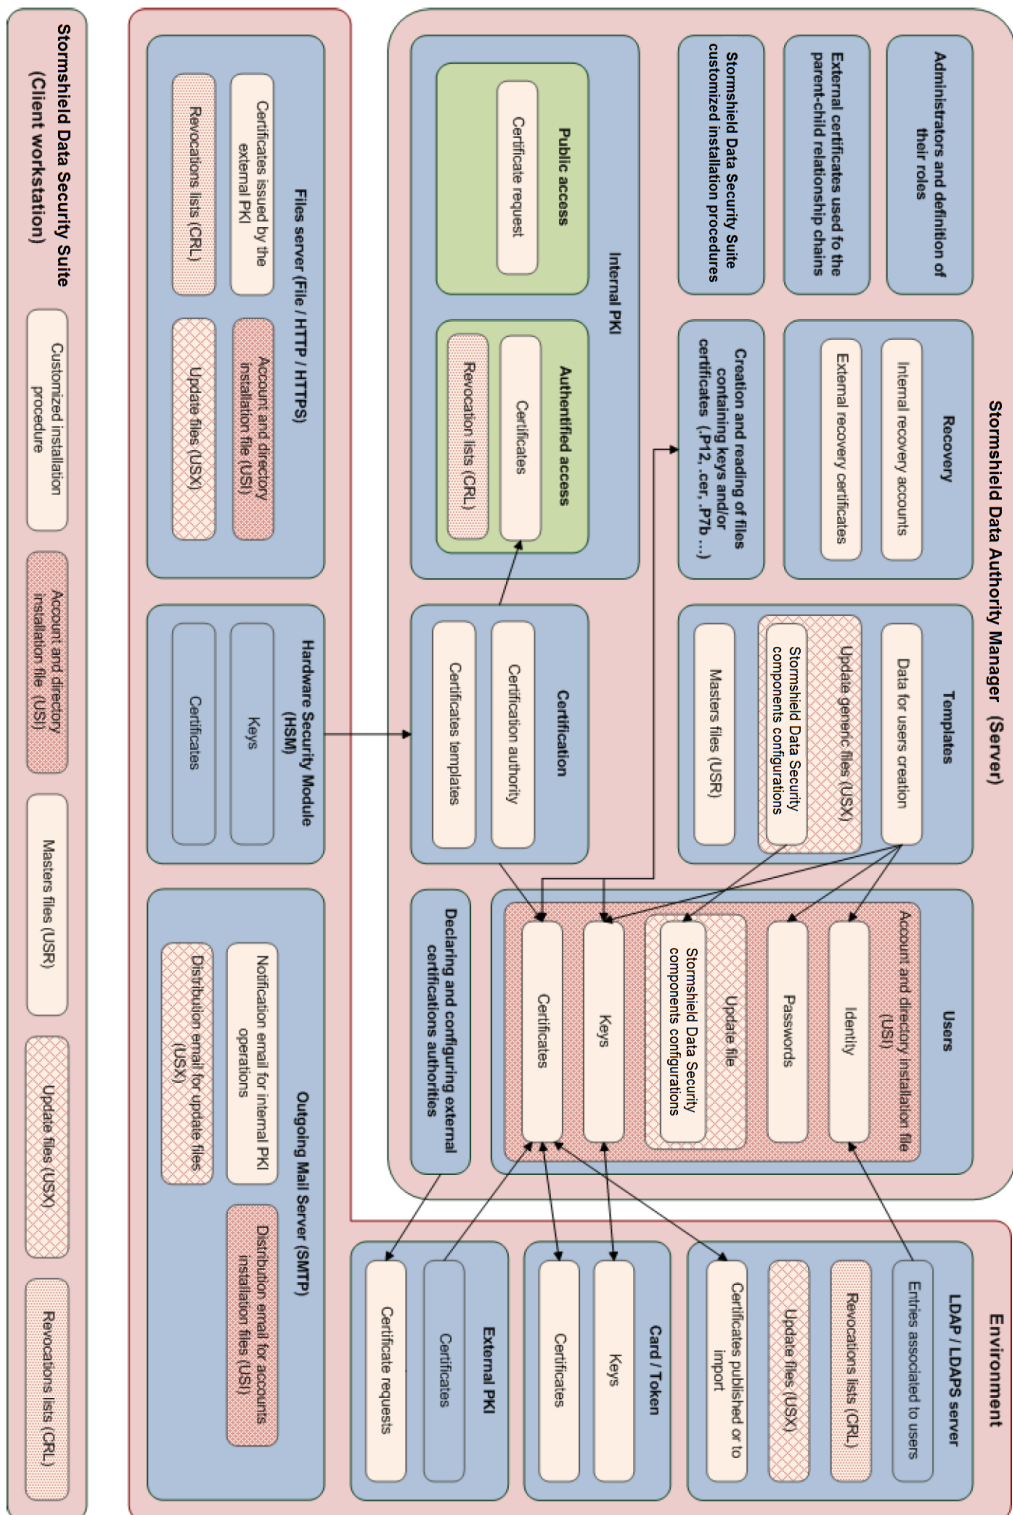 Stormshield Data Authority Manager   (Server)
Administrators and definition of
their roles
External certificates used fo the
parent-child relationship chains
Stormshield Data Security Suite
customized installation procedures
Recovery
Internal recovery accounts
External recovery certificates
Creation and reading of files
containing keys and/or
certificates  (.P12, .cer, .P7b ...)
Templates
Data for users creation
Update generic files (USX)
Stormshield Data Security
components configurations
Masters files (USR)
Users
Account and directory installation file
(USI)
Identity
Passwords
Update file
Stormshield Data Security
components configurations
Keys
Certificates
Internal PKI
Public access
Certificate request
Authentified access
Certificates
Revocation lists (CRL)
Certification
Certification authority
Certificates templates
Declaring and configuring external
certifications authorities
Environment
LDAP / LDAPS server
Entries associated to users
Revocations lists (CRL)
Update files (USX)
Certificates published or to
import
Card / Token
Keys
Certificates
External PKI
Certificates
Certificate requests
Files server (File / HTTP / HTTPS)
Certificates issued by the
external PKI
Revocations lists (CRL)
Account and directory
installation file (USI)
Update files (USX)
Hardware Security Module
(HSM)
Keys
Certificates
Outgoing Mail Server (SMTP)
Notification email for internal PKI
operations
Distribution email for update files
(USX)
Distribution email for accounts
installation files (USI)
Stormshield Data Security Suite
(Client workstation)
Customized installation
procedure
Account and directory
installation file  (USI)
Masters files (USR)
Update files (USX)
Revocations lists (CRL)